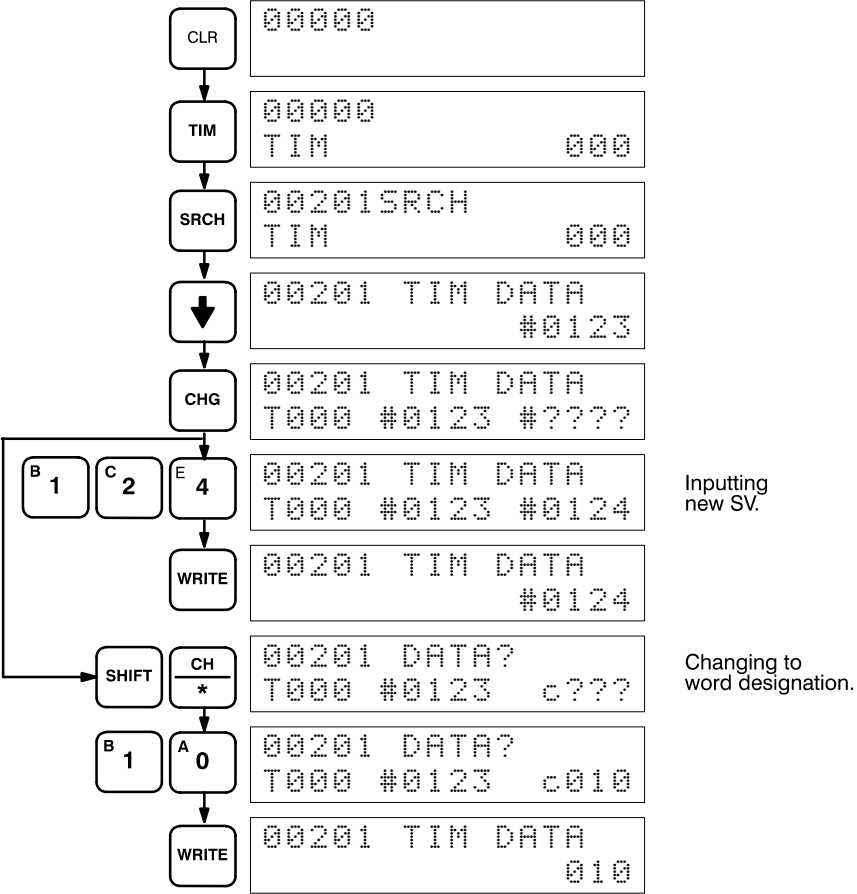 CLR
00000
TIM
00000
TIM 000
SRCH
00201SRCH
TIM 000
00201 TIM DATA
#0123
CHG
00201 TIM DATA
T000 #0123 #????
B 1 C 2 E 4
00201 TIM DATA
T000 #0123 #0124
Inputting
new SV.
WRITE
00201 TIM DATA
#0124
SHIFT CH
*
00201 DATA?
T000 #0123 c???
Changing to
word designation.
B 1 A 0
00201 DATA?
T000 #0123 c010
WRITE
00201 TIM DATA
010